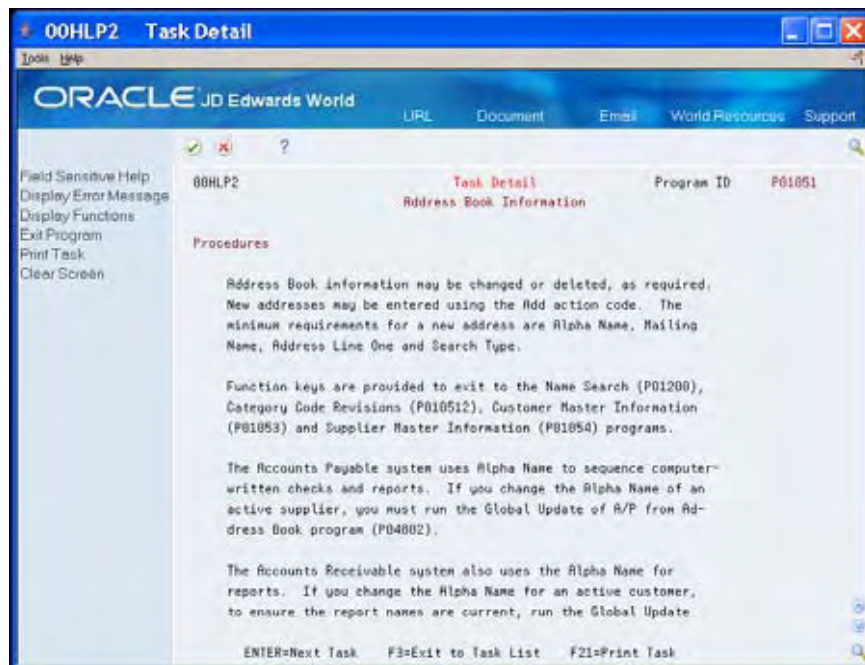 00HLP2 Task Detail
Tools Help
ORACLE JD Edwards World
URL Document Email World Resources Support
?
Field Sensitive Help
Display Error Message
Display Functions
Exit Program
Print Task
Clear Screen
00HLP2 Task Detail Program ID P01051
Address Book Information
Procedures
Address Book information may be changed or deleted, as required.
New addresses may be entered using the Add action code. The
minimum requirements for a new address are Alpha Name, Mailing
Name, Address Line One and Search Type.
Function keys are provided to exit to the Name Search (P01200),
Category Code Revisions (P010512), Customer Master Information
(P01053) and Supplier Master Information (P01054) programs.
The Accounts Payable system uses Alpha Name to sequence computer-
written checks and reports. If you change the Alpha Name of an
active supplier, you must run the Global Update of A/P from Ad-
dress Book program (P04802).
The Accounts Receivable system also uses the Alpha Name for
reports. If you change the Alpha Name for an active customer,
to ensure the report names are current, run the Global Update
ENTER=Next Task F3=Exit to Task List F21=Print Task